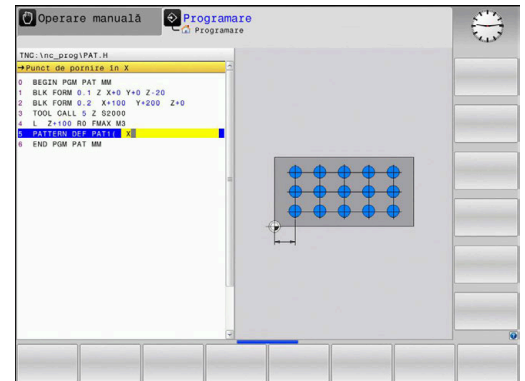 Operare manuală
Programare
Programare
TNC:\nc_prog\PAT.H
→Punct de pornire în X
0 BEGIN PGM PAT MM
1 BLK FORM 0.1 Z X+0 Y+0 Z-20
2 BLK FORM 0.2 X+100 Y+200 Z+0
3 TOOL CALL 5 Z S2000
4 L Z+100 R0 FMAX M3
5 PATTERN DEF PAT1( X
6 END PGM PAT MM